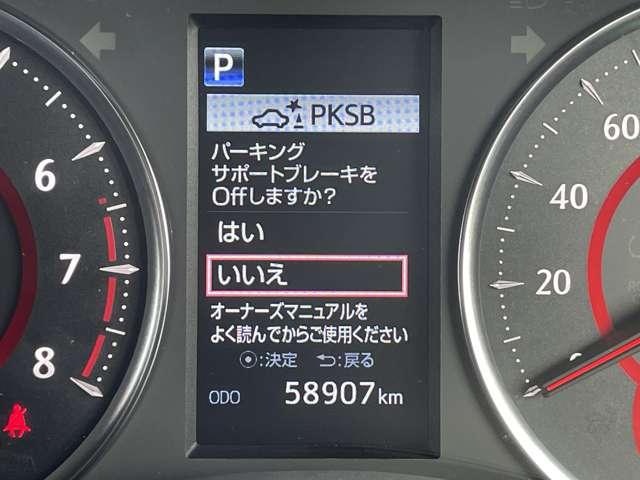 P
PKSB
パーキング
サポートブレーキを
Offしますか?
はい
いいえ
オーナーズマニュアルを
よく読んでからご使用ください
:決定 :戻る
ODO 58907km
6
7
8
60
40
20